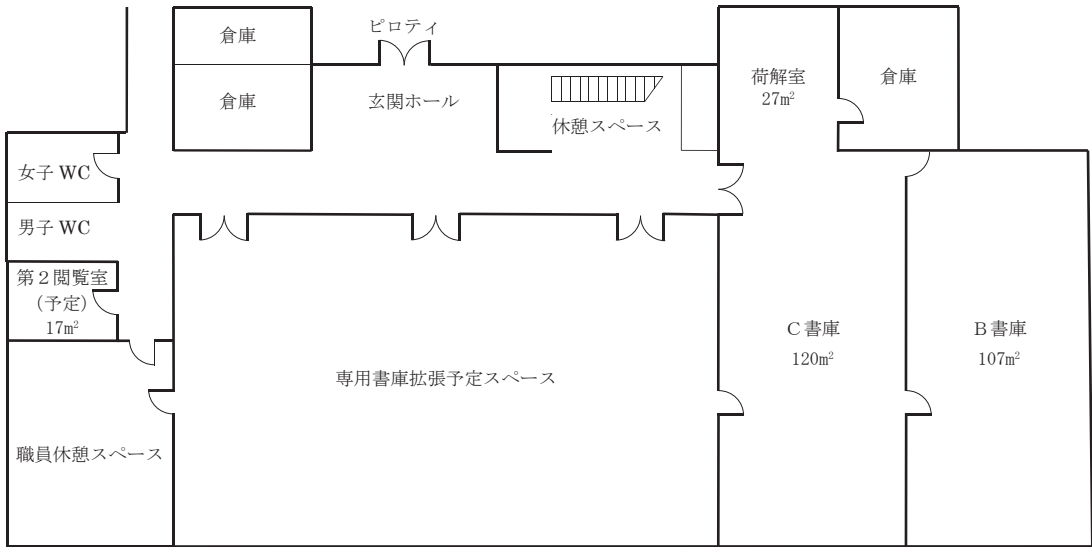 倉庫
ピロティ
倉庫
玄関ホール
休憩スペース
荷解室
27m²
倉庫
女子 WC
男子 WC
第２閲覧室
(予定)
17m²
Ｃ書庫
120m²
Ｂ書庫
107m²
専用書庫拡張予定スペース
職員休憩スペース